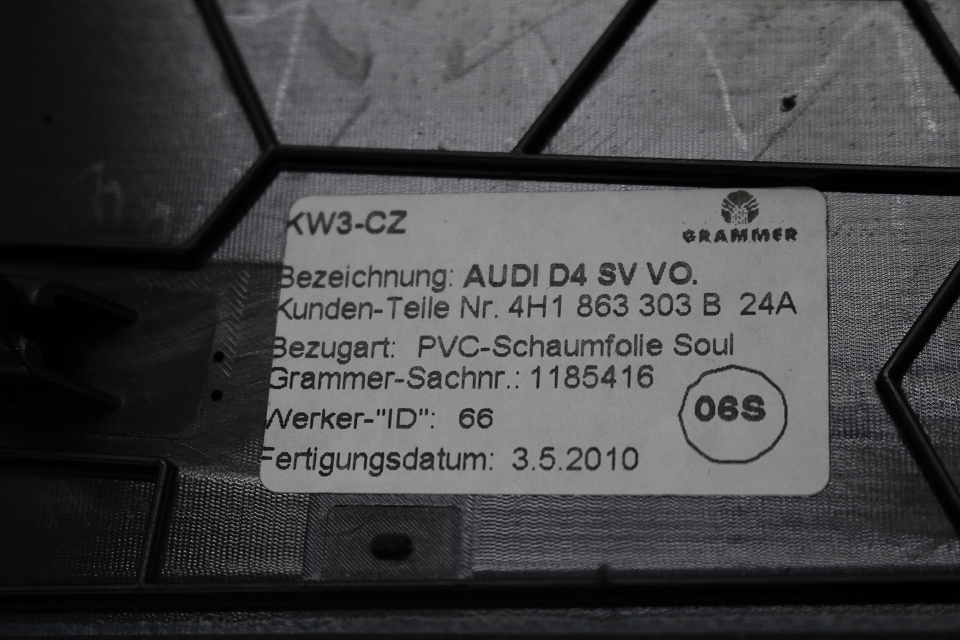 KW3-CZ
GRAMMER
Bezeichnung: AUDI D4 SV VO.
Kunden-Teile Nr. 4H1 863 303 B 24A
Bezugart: PVC-Schaumfolie Soul
Grammer-Sachnr.: 1185416
06S
Werker-"ID": 66
Fertigungsdatum: 3.5.2010